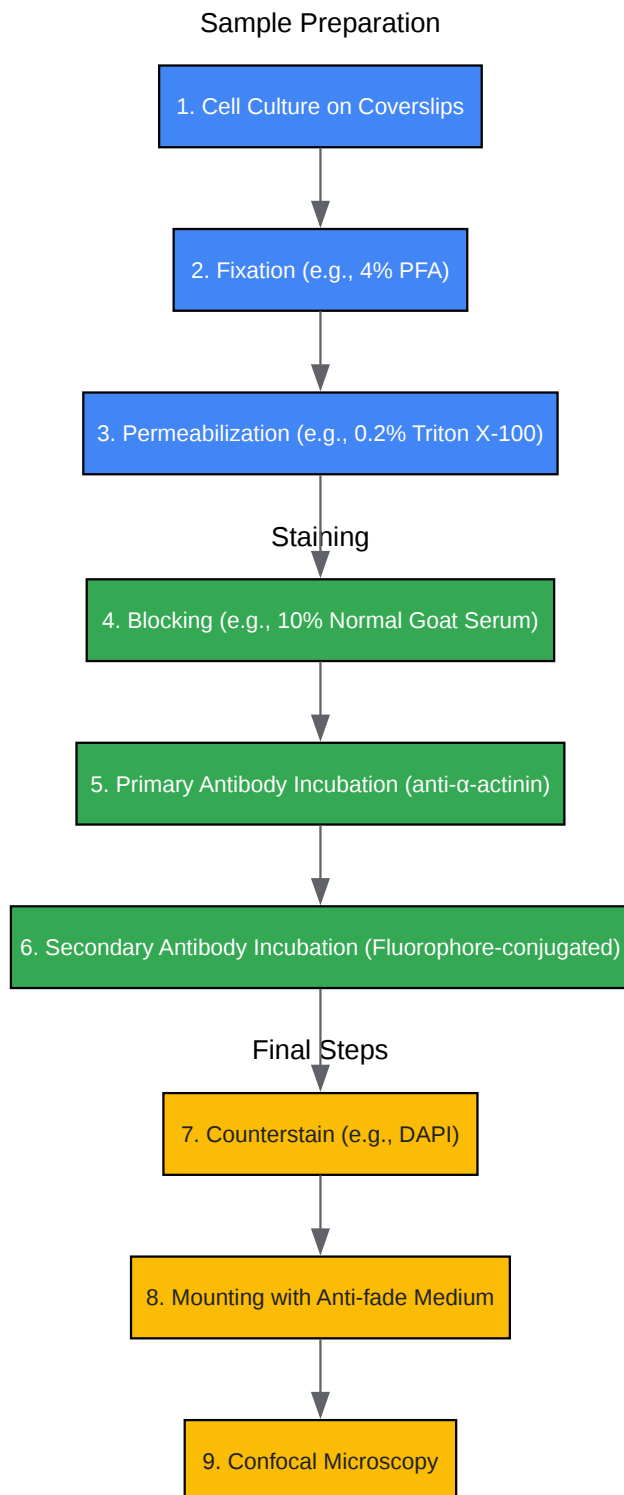 Sample Preparation
1. Cell Culture on Coverslips
2. Fixation (e.g., 4% PFA)
3. Permeabilization (e.g., 0.2% Triton X-100)
Staining
4. Blocking (e.g., 10% Normal Goat Serum)
5. Primary Antibody Incubation (anti-α-actinin)
6. Secondary Antibody Incubation (Fluorophore-conjugated)
Final Steps
7. Counterstain (e.g., DAPI)
8. Mounting with Anti-fade Medium
9. Confocal Microscopy